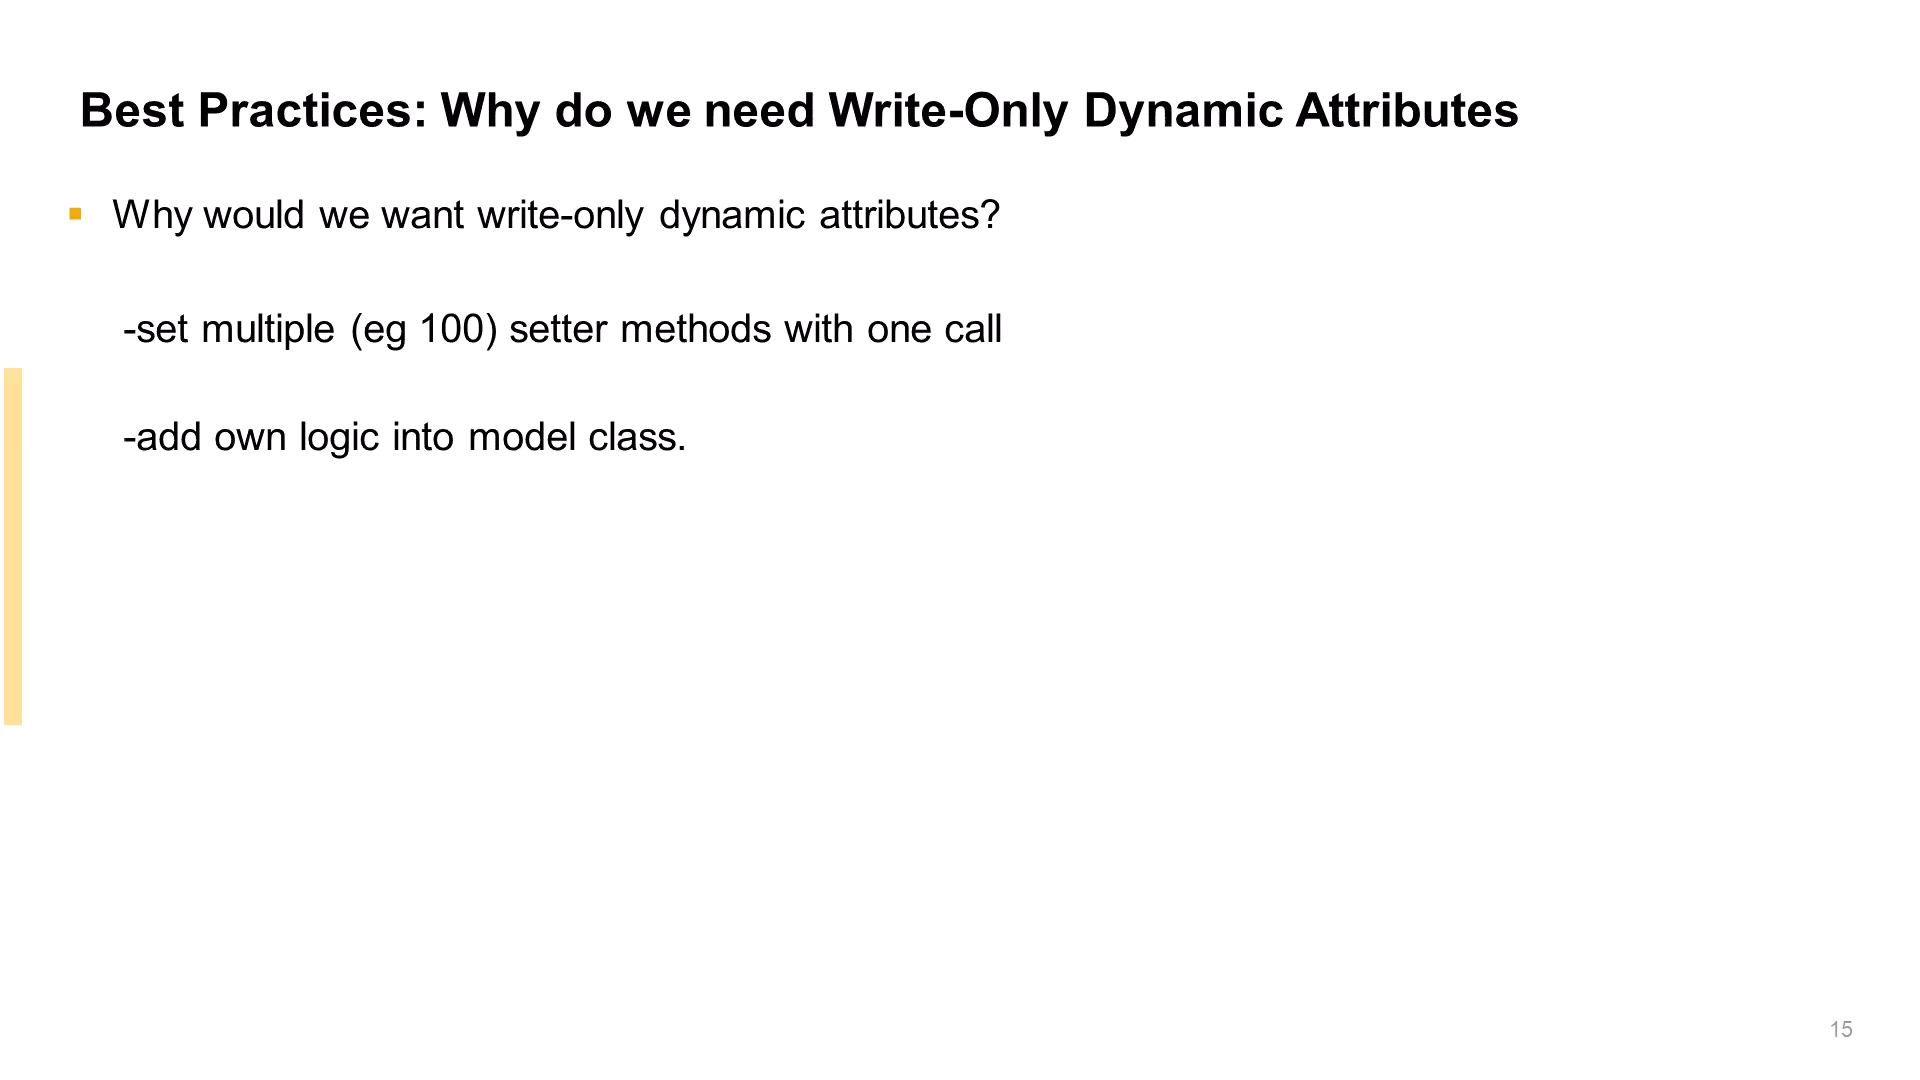 Best Practices: Why do we need Write-Only Dynamic Attributes
Why would we want write-only dynamic attributes?
-set multiple (eg 100) setter methods with one call
-add own logic into model class.
15